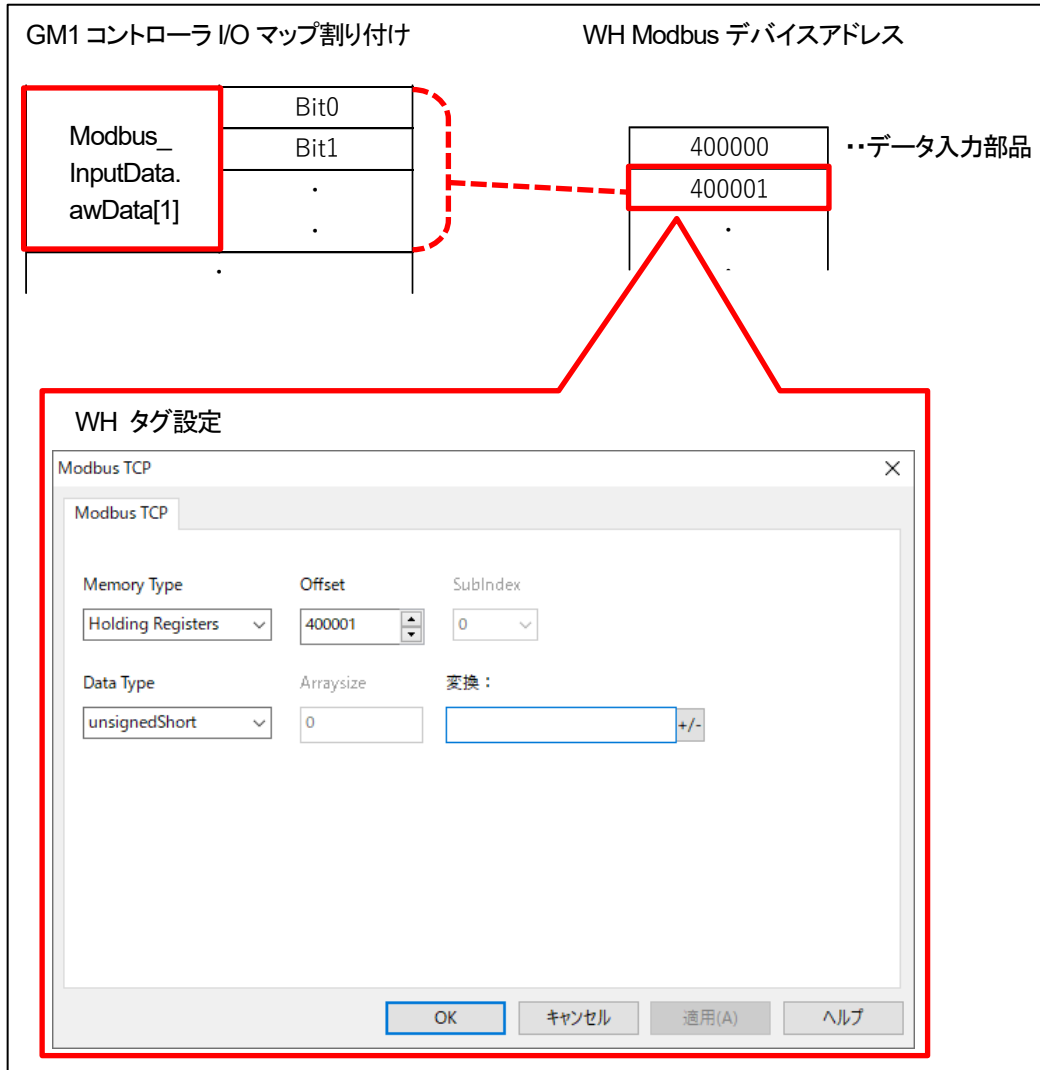 GM1 コントローラ I/O マップ割り付け
WH Modbus デバイスアドレス
Modbus_
InputData.
awData[1]
Bit0
Bit1
・
・
・
400000
・・データ入力部品
400001
・
・
WH タグ設定
Modbus TCP
Modbus TCP
Memory Type
Offset
SubIndex
Holding Registers
400001
0
Data Type
Arraysize
変換：
unsignedShort
0
+/-
OK
キャンセル
適用(A)
ヘルプ